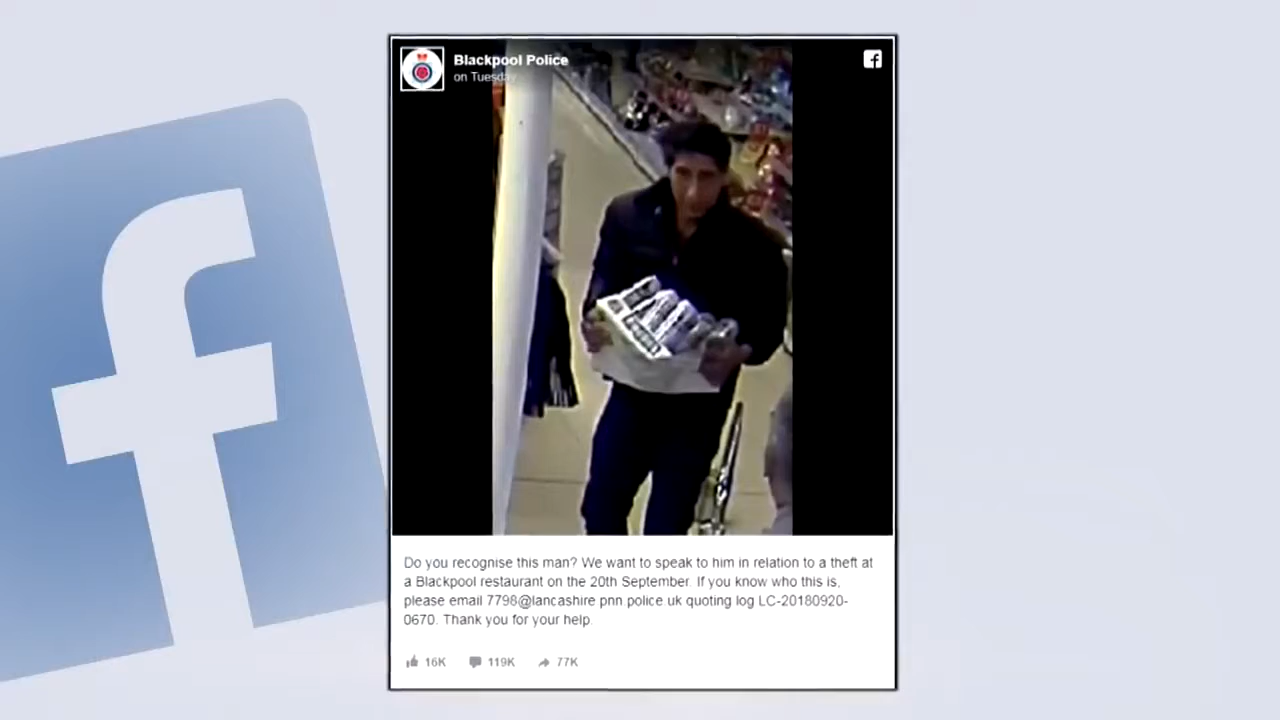 Blackpool Police
on Tuesday
Do you recognise this man? We want to speak to him in relation to a theft at
a Blackpool restaurant on the 20th September. If you know who this is,
please email 7798@lancashire pnn police uk quoting log LC-20180920-
0670. Thank you for your help
16K 119K 77K